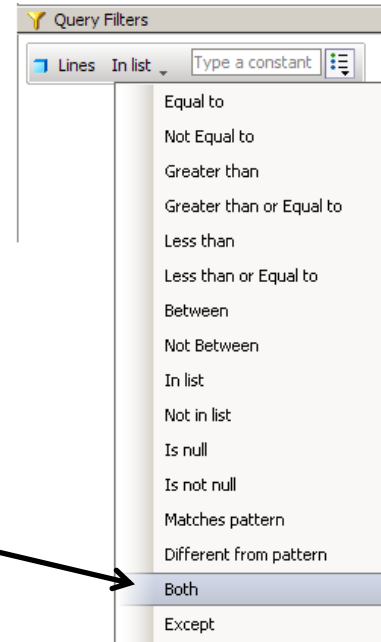 Query Filters
Lines In list Type a constant
Equal to
Not Equal to
Greater than
Greater than or Equal to
Less than
Less than or Equal to
Between
Not Between
In list
Not in list
Is null
Is not null
Matches pattern
Different from pattern
Both
Except